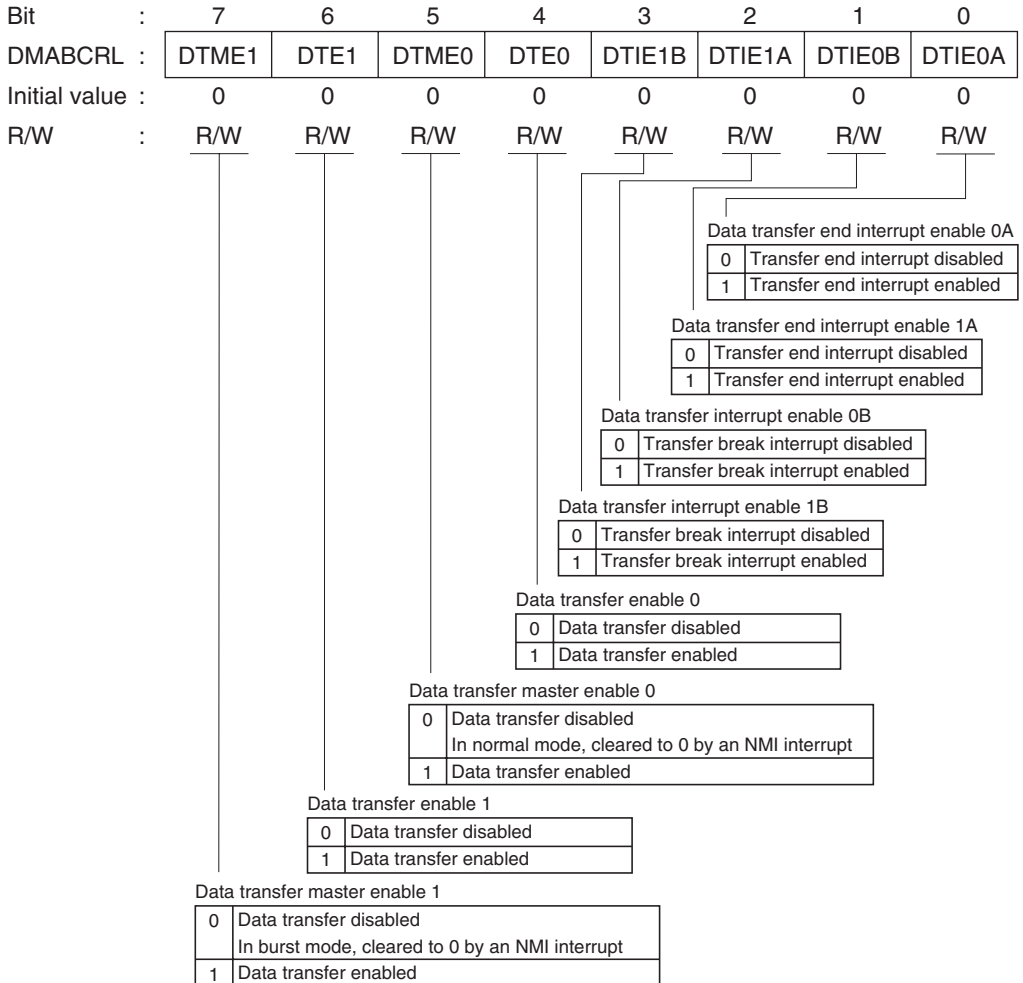 Bit : 7 6 5 4 3 2 1 0
DMABCRL : DTME1 DTE1 DTME0 DTE0 DTIE1B DTIE1A DTIE0B DTIE0A
Initial value : 0 0 0 0 0 0 0 0
R/W : R/W R/W R/W R/W R/W R/W R/W R/W
Data transfer end interrupt enable 0A
0 Transfer end interrupt disabled
1 Transfer end interrupt enabled
Data transfer end interrupt enable 1A
0 Transfer end interrupt disabled
1 Transfer end interrupt enabled
Data transfer interrupt enable 0B
0 Transfer break interrupt disabled
1 Transfer break interrupt enabled
Data transfer interrupt enable 1B
0 Transfer break interrupt disabled
1 Transfer break interrupt enabled
Data transfer enable 0
0 Data transfer disabled
1 Data transfer enabled
Data transfer master enable 0
0 Data transfer disabled
In normal mode, cleared to 0 by an NMI interrupt
1 Data transfer enabled
Data transfer enable 1
0 Data transfer disabled
1 Data transfer enabled
Data transfer master enable 1
0 Data transfer disabled
In burst mode, cleared to 0 by an NMI interrupt
1 Data transfer enabled